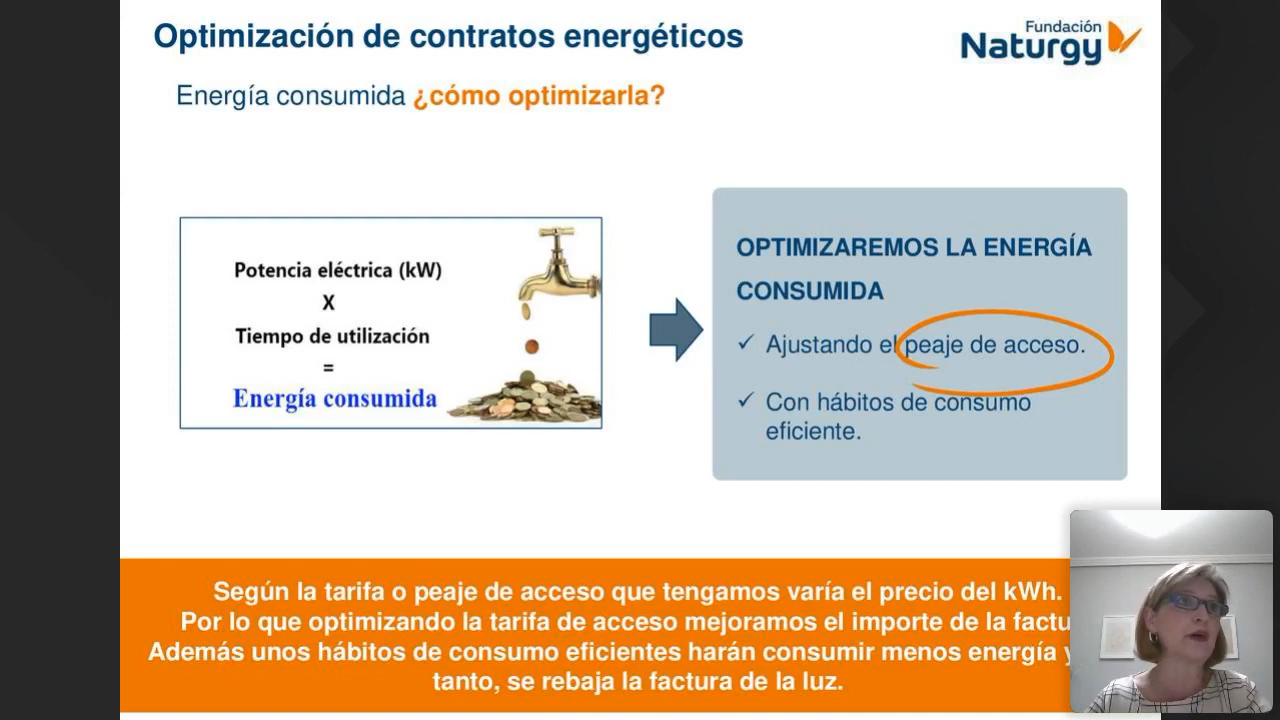 Optimización de contratos energéticos
Fundación
Naturgy
Energía consumida ¿cómo optimizarla?
Potencia eléctrica (kW)
X
Tiempo de utilización
=
Energía consumida
OPTIMIZAREMOS LA ENERGÍA
CONSUMIDA
✓ Ajustando el peaje de acceso.
✓ Con hábitos de consumo
eficiente.
Según la tarifa o peaje de acceso que tengamos varía el precio del kWh.
Por lo que optimizando la tarifa de acceso mejoramos el importe de la
Además unos hábitos de consumo eficientes harán consumir menos energía
tanto, se rebaja la factura de la luz.